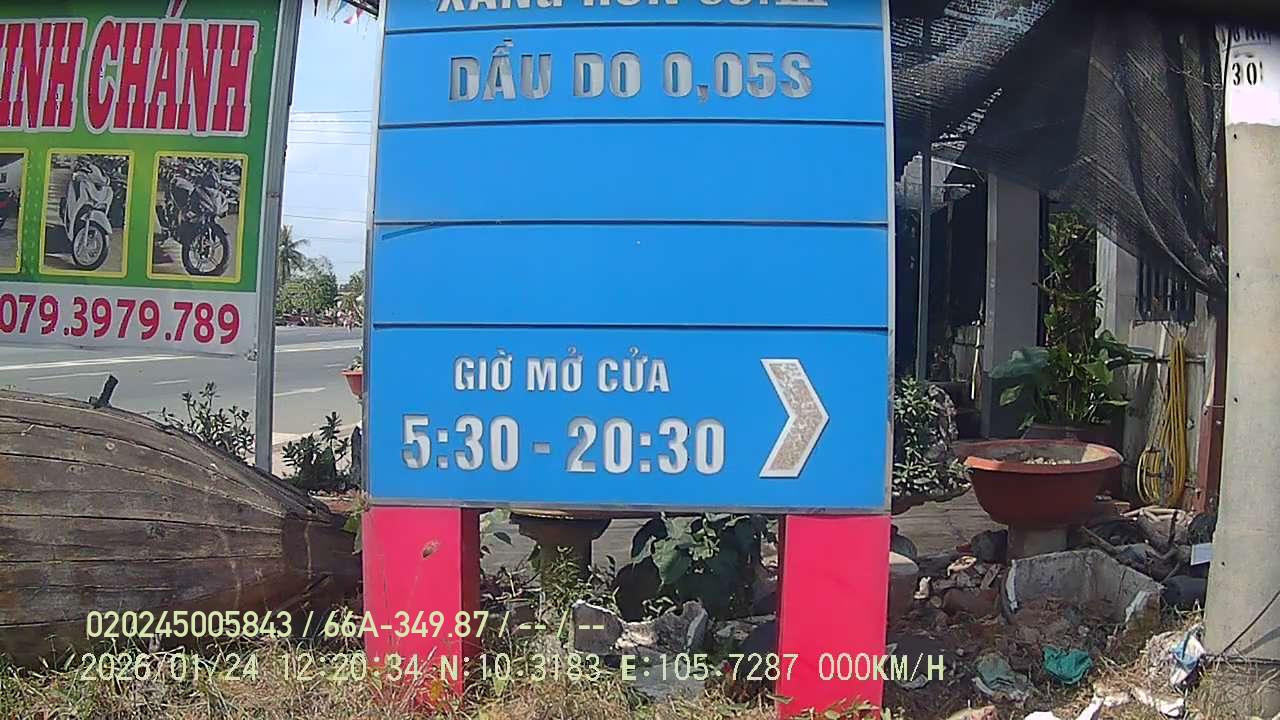 INH CHÁNH
079.3979.789
DẦU DO 0,05S
GIỜ MỞ CỬA
5:30 - 20:30
30
020245005843 / 66A-349.87 / -- / --
2026/01/24 12:20:34 N:10.3183 E:105.7287 000KM/H